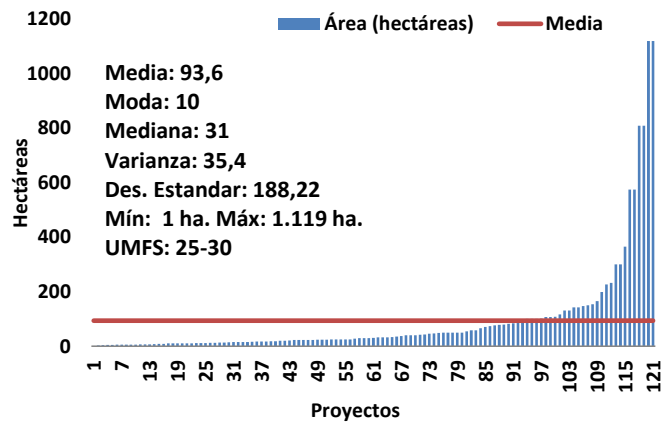 1200
Área (hectáreas)
Media
1000
Media: 93,6
Moda: 10
800
Mediana: 31
Varianza: 35,4
Des. Estandar: 188,22
600
Mín: 1 ha. Máx: 1.119 ha.
UMFS: 25-30
400
200
0
Hectáreas
1 7 13 19 25 31 37 43 49 55 61 67 73 79 85 91 97 103 109 115 121
Proyectos